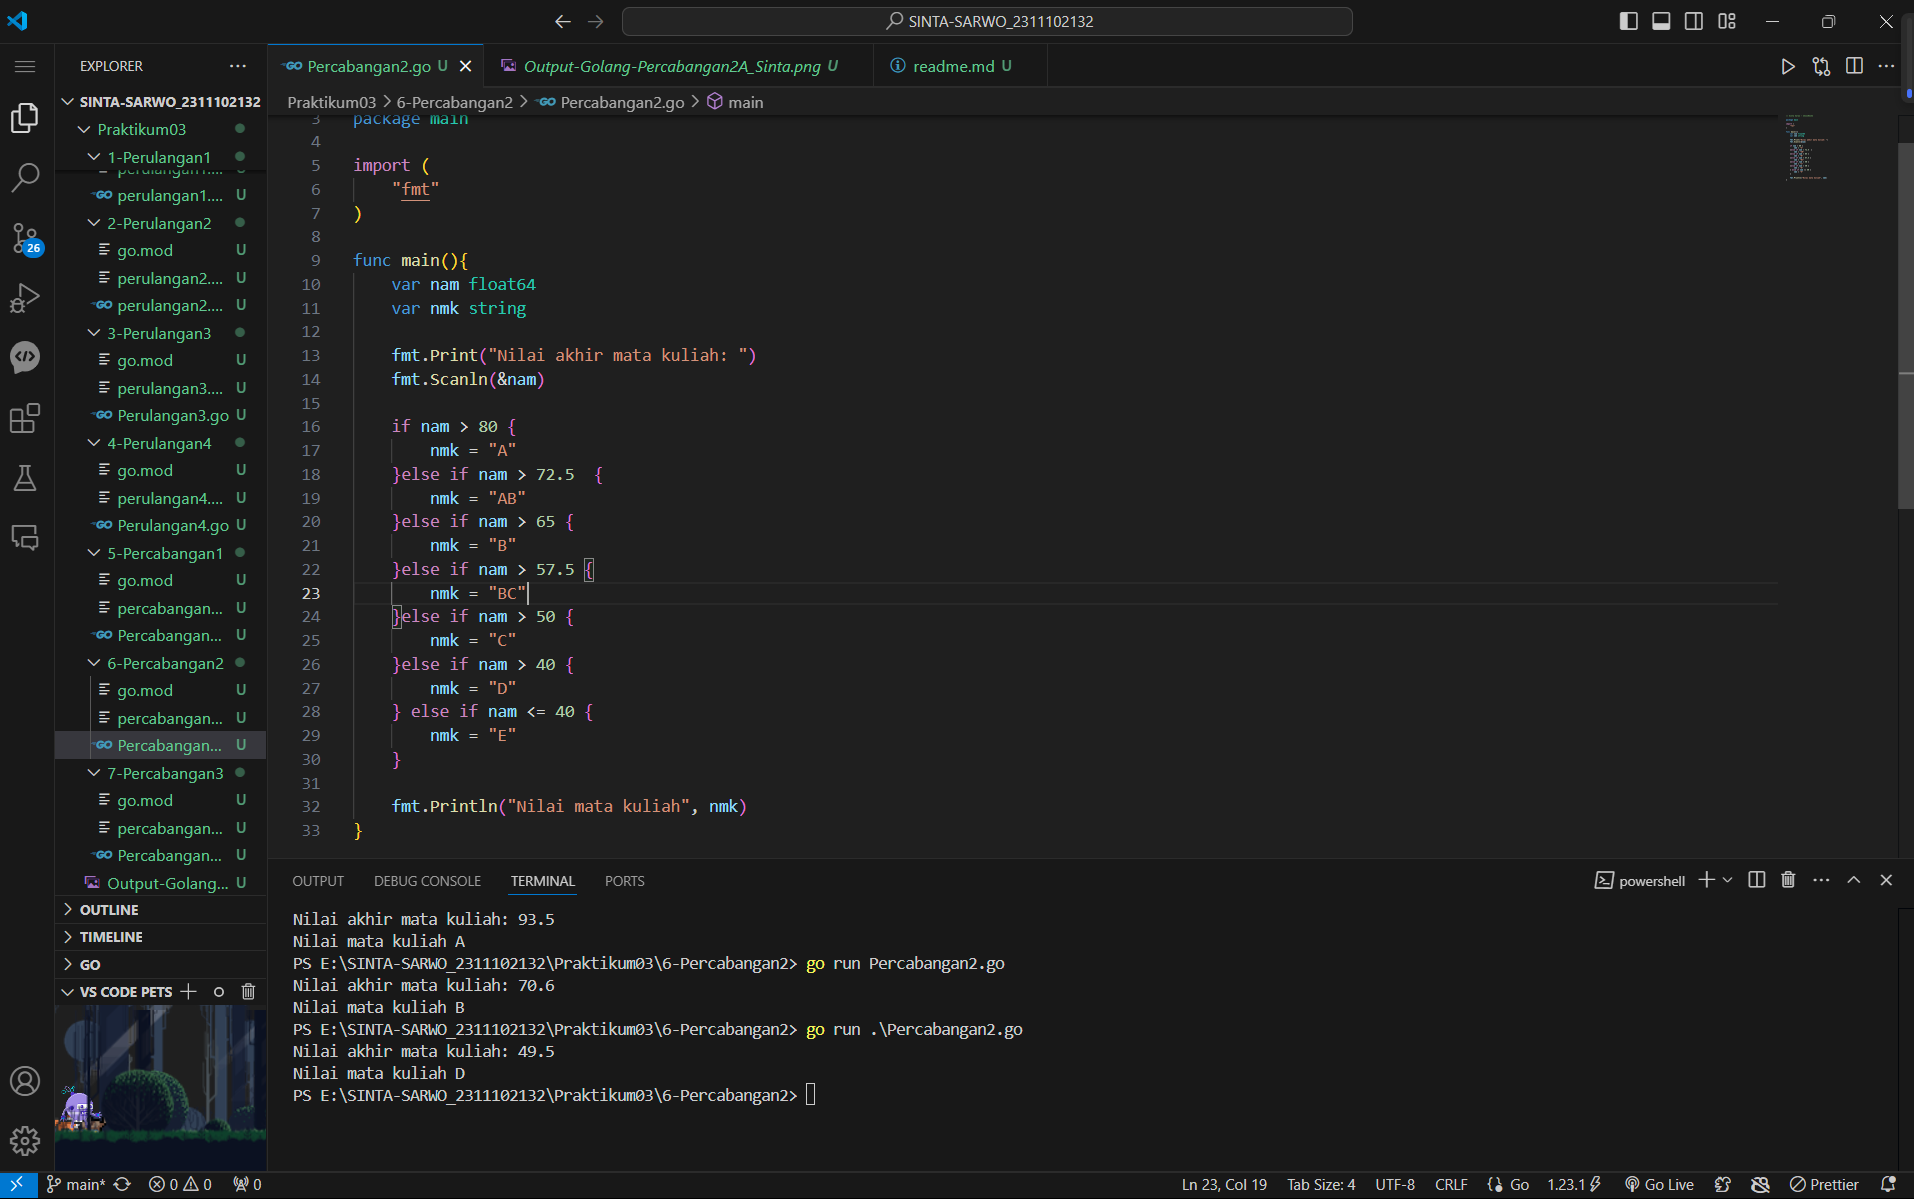 SINTA-SARWO_2311102132
EXPLORER
Percabangan2.go U
Output-Golang-Percabangan2A_Sinta.png U
readme.md U
Praktikum03 > 6-Percabangan2 > Percabangan2.go > main
SINTA-SARWO_2311102132
Praktikum03
1-Perulangan1
perulangan1.... U
perulangan1.... U
2-Perulangan2
go.mod U
perulangan2.... U
perulangan2.... U
3-Perulangan3
go.mod U
perulangan3.... U
Perulangan3.go U
4-Perulangan4
go.mod U
perulangan4.... U
Perulangan4.go U
5-Percabangan1
go.mod U
percabangan... U
Percabangan... U
6-Percabangan2
go.mod U
percabangan... U
Percabangan... U
7-Percabangan3
go.mod U
percabangan... U
Percabangan... U
Output-Golang... U
OUTLINE
TIMELINE
GO
VS CODE PETS
26
3 package main
4
5 import (
6 "fmt"
7 )
8
9 func main(){
10 var nam float64
11 var nmk string
12
13 fmt.Print("Nilai akhir mata kuliah: ")
14 fmt.Scanln(&nam)
15
16 if nam > 80 {
17 nmk = "A"
18 }else if nam > 72.5  {
19 nmk = "AB"
20 }else if nam > 65 {
21 nmk = "B"
22 }else if nam > 57.5 {
23 nmk = "BC"
24 }else if nam > 50 {
25 nmk = "C"
26 }else if nam > 40 {
27 nmk = "D"
28 } else if nam <= 40 {
29 nmk = "E"
30 }
31
32 fmt.Println("Nilai mata kuliah", nmk)
33 }
OUTPUT DEBUG CONSOLE TERMINAL PORTS
powershell
Nilai akhir mata kuliah: 93.5
Nilai mata kuliah A
PS E:\SINTA-SARWO_2311102132\Praktikum03\6-Percabangan2> go run Percabangan2.go
Nilai akhir mata kuliah: 70.6
Nilai mata kuliah B
PS E:\SINTA-SARWO_2311102132\Praktikum03\6-Percabangan2> go run .\Percabangan2.go
Nilai akhir mata kuliah: 49.5
Nilai mata kuliah D
PS E:\SINTA-SARWO_2311102132\Praktikum03\6-Percabangan2>
main* 0 0 0
Ln 23, Col 19 Tab Size: 4 UTF-8 CRLF Go 1.23.1 Go Live Prettier